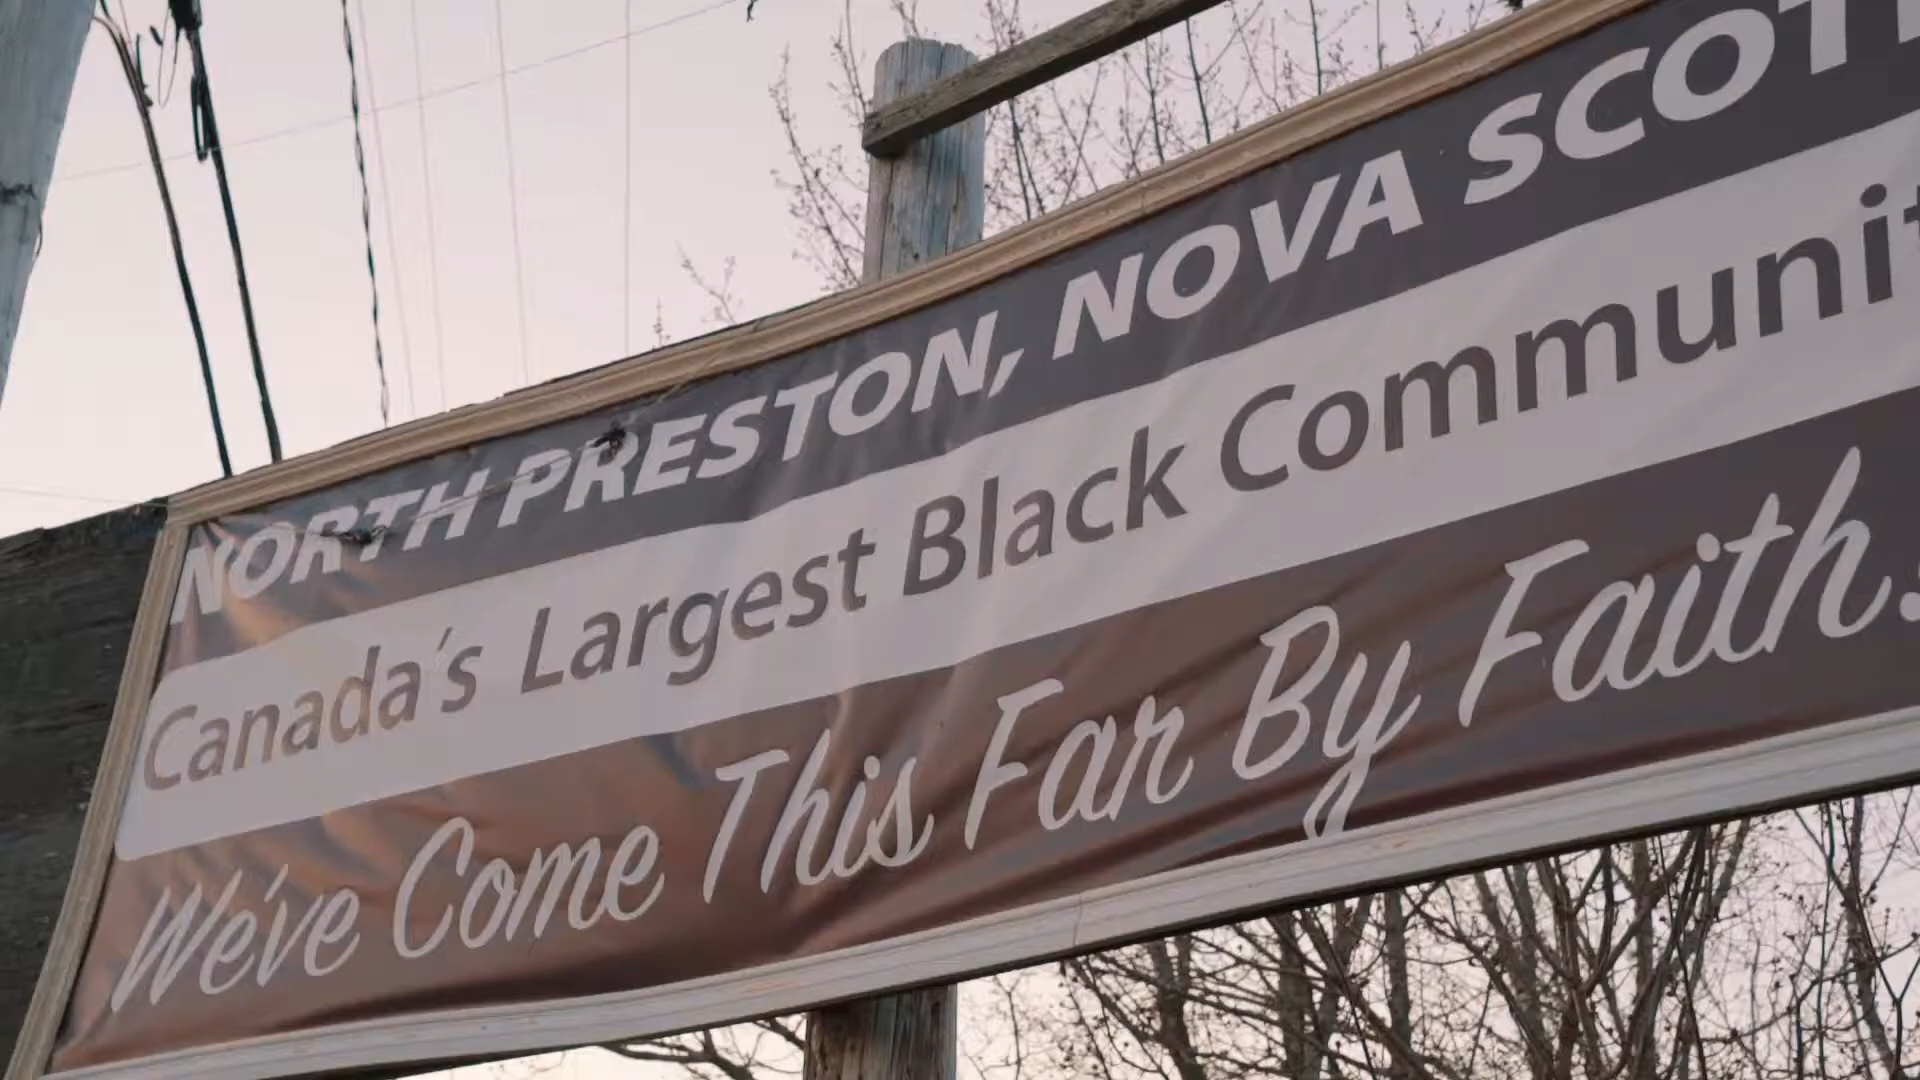 NORTH PRESTON, NOVA SCOT
Canada's Largest Black Communit
We've Come This Far By Faith.